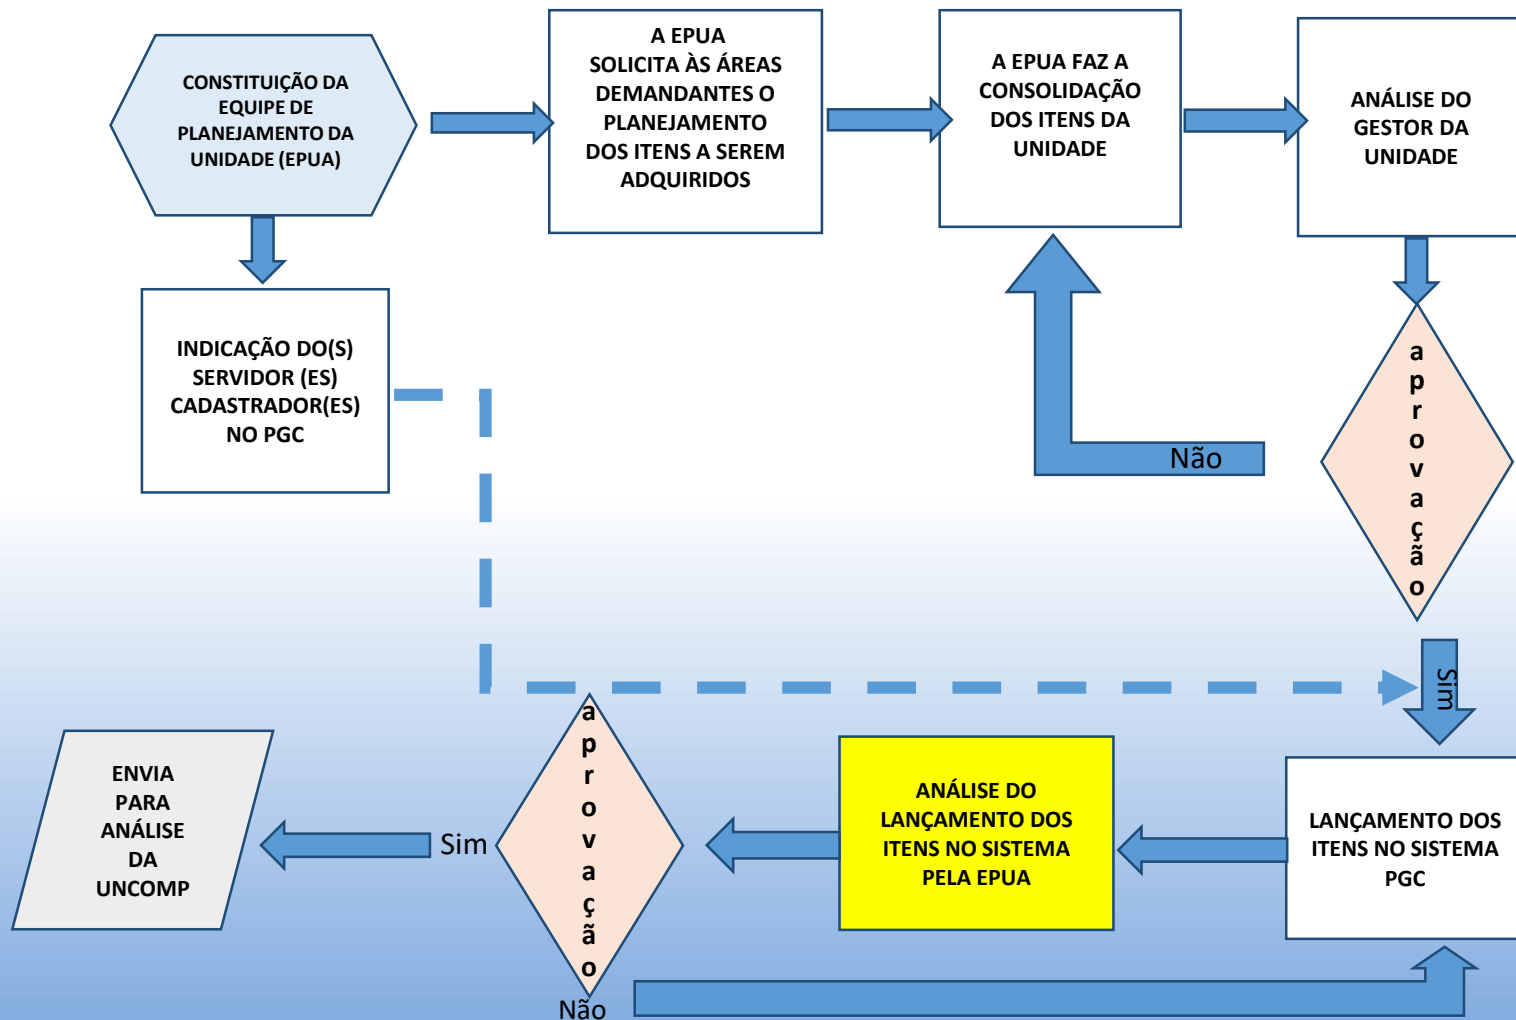 CONSTITUIÇÃO DA
EQUIPE DE
PLANEJAMENTO DA
UNIDADE (EPUA)
A EPUA
SOLICITA ÀS ÁREAS
DEMANDANTES O
PLANEJAMENTO
DOS ITENS A SEREM
ADQUIRIDOS
A EPUA FAZ A
CONSOLIDAÇÃO
DOS ITENS DA
UNIDADE
ANÁLISE DO
GESTOR DA
UNIDADE
INDICAÇÃO DO(S)
SERVIDOR (ES)
CADASTRADOR(ES)
NO PGC
aprovação
Não
Sim
LANÇAMENTO DOS
ITENS NO SISTEMA
PGC
ANÁLISE DO
LANÇAMENTO DOS
ITENS NO SISTEMA
PELA EPUA
aprovação
Sim
Não
ENVIA
PARA
ANÁLISE
DA
UNCOMP